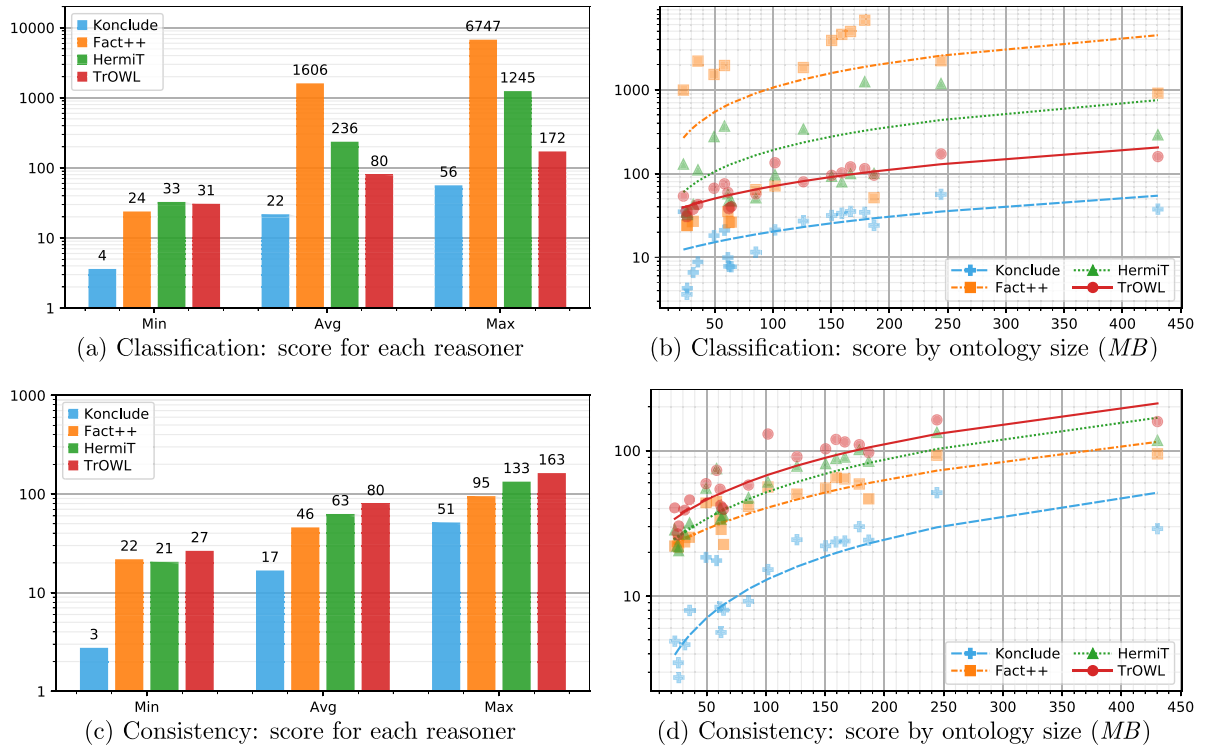 10000
1000
100
10
1
Konclude
Fact++
HermiT
TrOWL
4
24
33
31
22
1606
236
80
56
6747
1245
172
Min
Avg
Max
(a) Classification: score for each reasoner
1000
100
10
Konclude
Fact++
HermiT
TrOWL
50
100
150
200
250
300
350
400
450
(b) Classification: score by ontology size (MB)
1000
100
10
1
Konclude
Fact++
HermiT
TrOWL
3
22
21
27
17
46
63
80
51
95
133
163
Min
Avg
Max
(c) Consistency: score for each reasoner
100
10
Konclude
Fact++
HermiT
TrOWL
50
100
150
200
250
300
350
400
450
(d) Consistency: score by ontology size (MB)